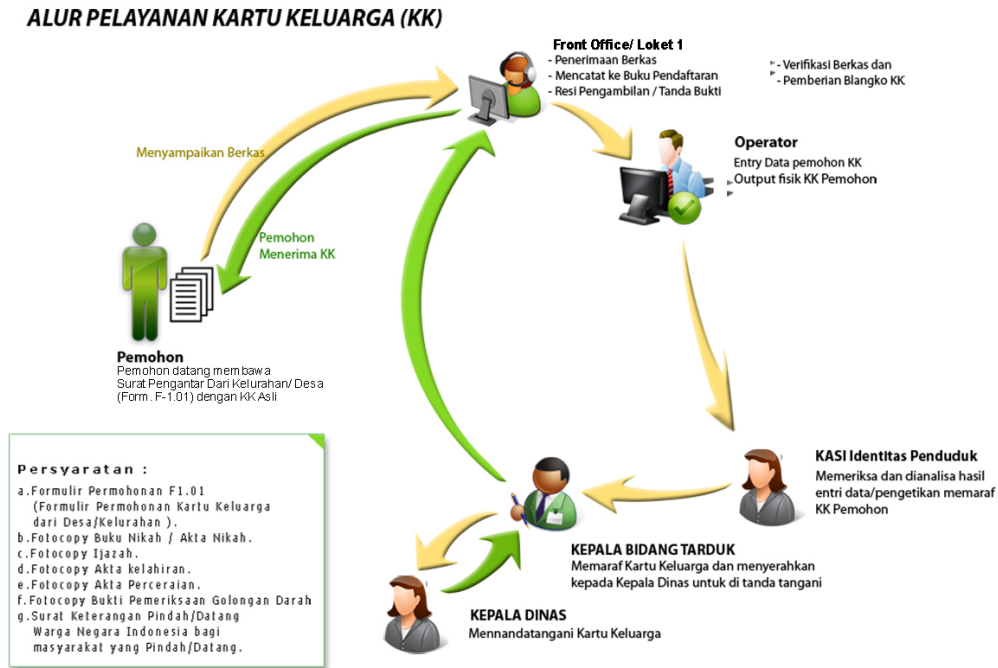 ALUR PELAYANAN KARTU KELUARGA (KK)
Front Office/ Loket 1
- Penerimaan Berkas
- Mencatat ke Buku Pendaftaran
- Resi Pengambilan / Tanda Bukti
- Verifikasi Berkas dan
- Pemberian Blangko KK
Operator
Entry Data pemohon KK
Output fisik KK Pemohon
Menyampaikan Berkas
Pemohon
Menerima KK
Pemohon
Pemohon datang membawa
Surat Pengantar Dari Kelurahan/ Desa
(Form. F-1.01) dengan KK Asli
KASI Identitas Penduduk
Memeriksa dan dianalisa hasil
entri data/pengetikan memaraf
KK Pemohon
KEPALA BIDANG TARDUK
Memaraf Kartu Keluarga dan menyerahkan
kepada Kepala Dinas untuk di tanda tangani
KEPALA DINAS
Mennandatangani Kartu Keluarga
Persyaratan :
a.Formulir Permohonan F1.01
(Formulir Permohonan Kartu Keluarga
dari Desa/Kelurahan ).
b.Fotocopy Buku Nikah / Akta Nikah.
c.Fotocopy Ijazah.
d.Fotocopy Akta kelahiran.
e.Fotocopy Akta Perceraian.
f.Fotocopy Bukti Pemeriksaan Golongan Darah
g.Surat Keterangan Pindah/Datang
Warga Negara Indonesia bagi
masyarakat yang Pindah/Datang.